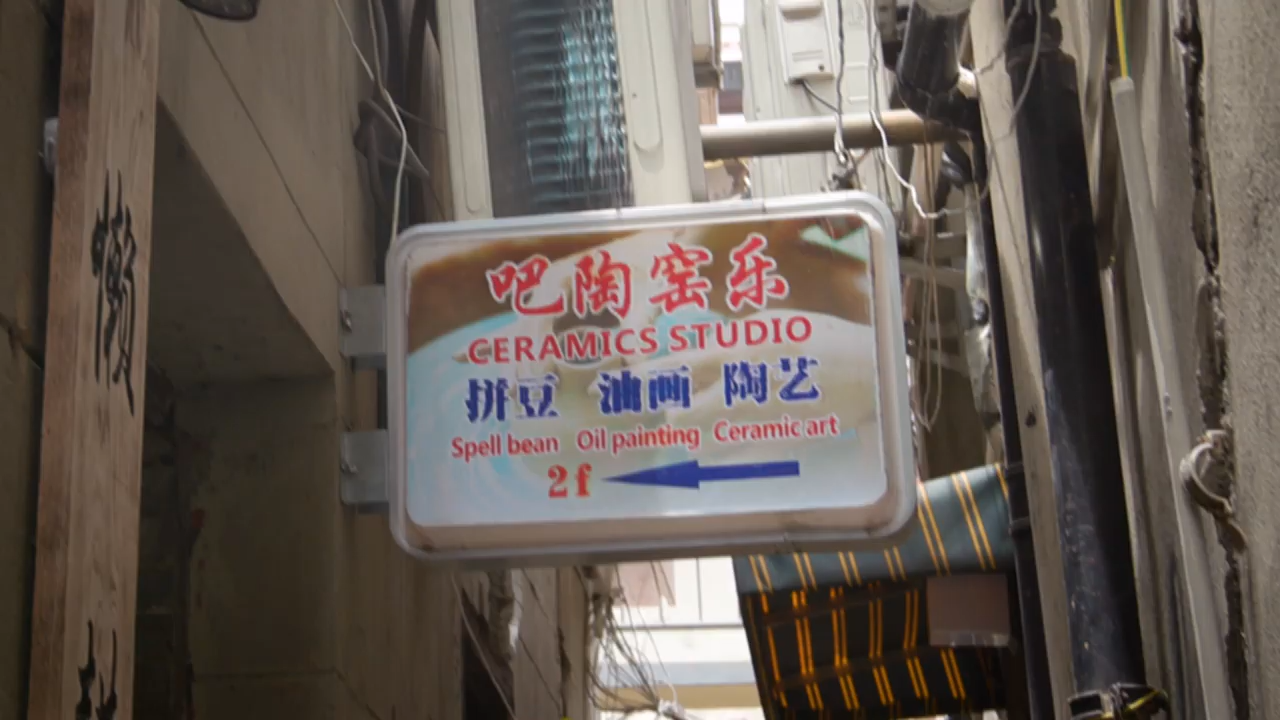 懒
吧陶窑乐
CERAMICS STUDIO
拼豆 油画 陶艺
Spell bean Oil painting Ceramic art
2f